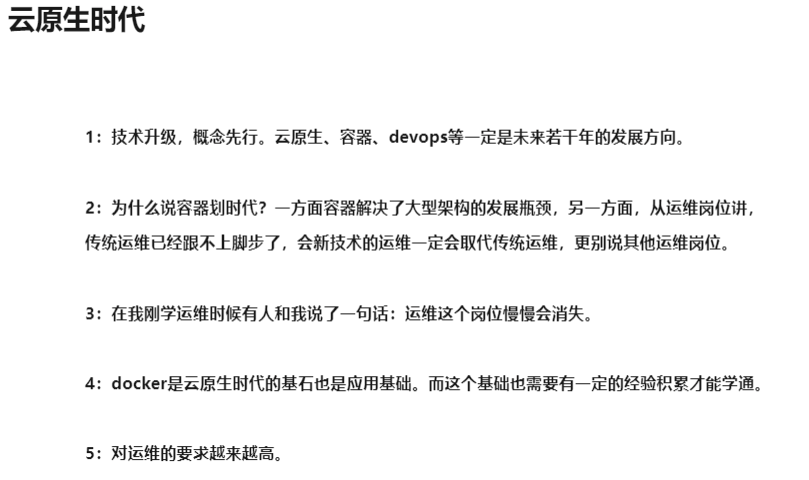 云原生时代
1：技术升级，概念先行。云原生、容器、devops等一定是未来若干年的发展方向。
2：为什么说容器划时代？一方面容器解决了大型架构的发展瓶颈，另一方面，从运维岗位讲，
传统运维已经跟不上脚步了，会新技术的运维一定会取代传统运维，更别说其他运维岗位。
3：在我刚学运维时候有人和我说了一句话：运维这个岗位慢慢会消失。
4：docker是云原生时代的基石也是应用基础。而这个基础也需要有一定的经验积累才能学通。
5：对运维的要求越来越高。